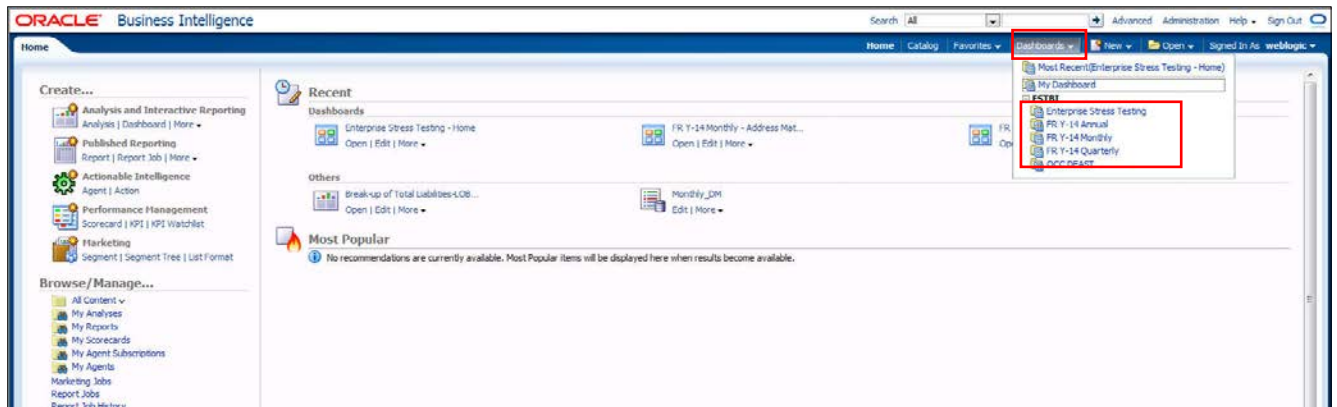 ORACLE Business Intelligence
Search All Advanced Administration Help Sign Out
Home
Home Catalog Favorites Dashboards New Open Signed In As weblogic
Most Recent(Enterprise Stress Testing - Home)
My Dashboard
ESTBI
Enterprise Stress Testing
FR Y-14 Annual
FR Y-14 Monthly
FR Y-14 Quarterly
OCC DFAST
Create...
Analysis and Interactive Reporting
Analysis | Dashboard | More
Published Reporting
Report | Report Job | More
Actionable Intelligence
Agent | Action
Performance Management
Scorecard | KPI | KPI Watchlist
Marketing
Segment | Segment Tree | List Format
Browse/Manage...
All Content
My Analyses
My Reports
My Scorecards
My Agent Subscriptions
My Agents
Marketing Jobs
Report Jobs
Report Job History
Recent
Dashboards
Enterprise Stress Testing - Home
Open | Edit | More
FR Y-14 Monthly - Address Mat...
Open | Edit | More
FR
Others
Break-up of Total Liabilities-LOB...
Open | Edit | More
Monthly_DM
Edit | More
Most Popular
No recommendations are currently available. Most Popular items will be displayed here when results become available.